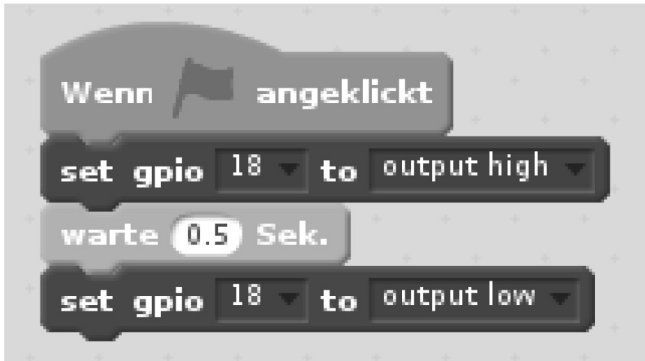 Wenn angeklickt
set gpio 18 to output high
warte 0.5 Sek.
set gpio 18 to output low